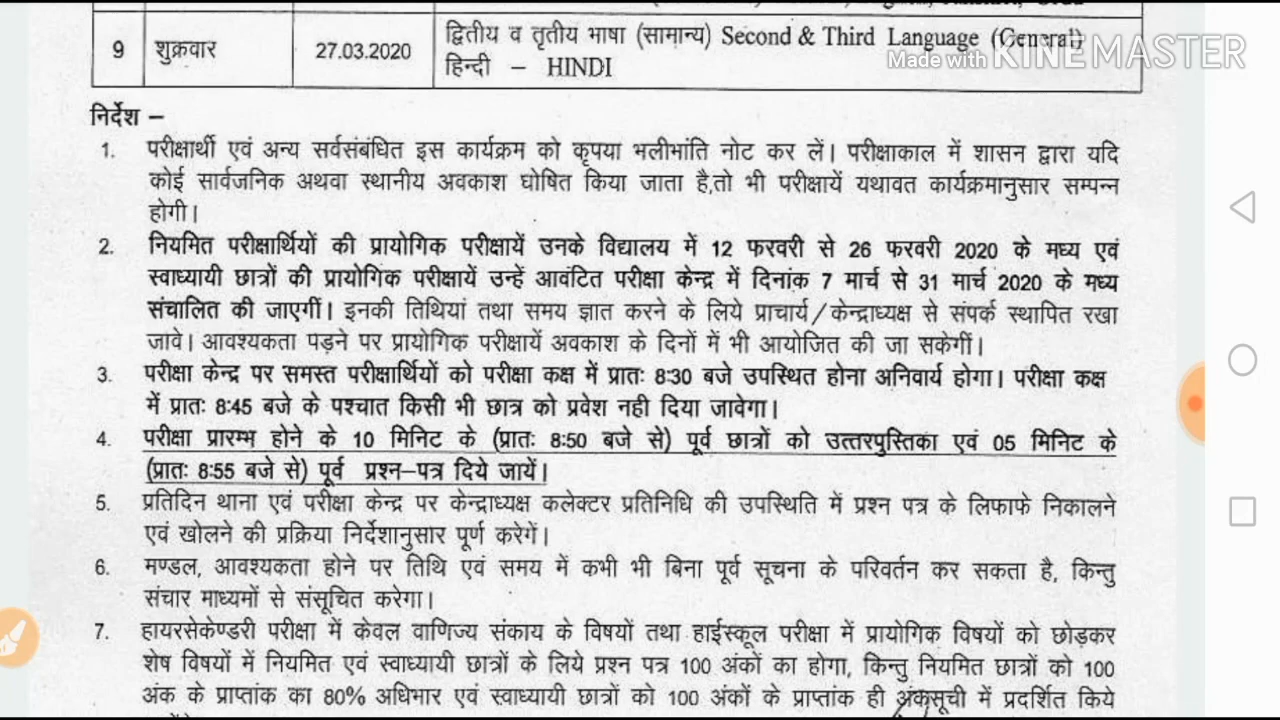 9 शुक्रवार 27.03.2020 द्वितीय व तृतीय भाषा (सामान्य) Second & Third Language (General)
हिन्दी – HINDI
Made with KINEMASTER
निर्देश –
1. परीक्षार्थी एवं अन्य सर्वसंबंधित इस कार्यक्रम को कृपया भलीभांति नोट कर लें। परीक्षाकाल में शासन द्वारा यदि
कोई सार्वजनिक अथवा स्थानीय अवकाश घोषित किया जाता है,तो भी परीक्षायें यथावत कार्यक्रमानुसार सम्पन्न
होगी।
2. नियमित परीक्षार्थियों की प्रायोगिक परीक्षायें उनके विद्यालय में 12 फरवरी से 26 फरवरी 2020 के मध्य एवं
स्वाध्यायी छात्रों की प्रायोगिक परीक्षायें उन्हें आवंटित परीक्षा केन्द्र में दिनांक 7 मार्च से 31 मार्च 2020 के मध्य
संचालित की जाएगीं। इनकी तिथियां तथा समय ज्ञात करने के लिये प्राचार्य/केन्द्राध्यक्ष से संपर्क स्थापित रखा
जावे। आवश्यकता पड़ने पर प्रायोगिक परीक्षायें अवकाश के दिनों में भी आयोजित की जा सकेगीं।
3. परीक्षा केन्द्र पर समस्त परीक्षार्थियों को परीक्षा कक्ष में प्रातः 8:30 बजे उपस्थित होना अनिवार्य होगा। परीक्षा कक्ष
में प्रातः 8:45 बजे के पश्चात किसी भी छात्र को प्रवेश नही दिया जावेगा।
4. परीक्षा प्रारम्भ होने के 10 मिनिट के (प्रातः 8:50 बजे से) पूर्व छात्रों को उत्तरपुस्तिका एवं 05 मिनिट के
(प्रातः 8:55 बजे से) पूर्व प्रश्न–पत्र दिये जायें।
5. प्रतिदिन थाना एवं परीक्षा केन्द्र पर केन्द्राध्यक्ष कलेक्टर प्रतिनिधि की उपस्थिति में प्रश्न पत्र के लिफाफे निकालने
एवं खोलने की प्रक्रिया निर्देशानुसार पूर्ण करेगें।
6. मण्डल, आवश्यकता होने पर तिथि एवं समय में कभी भी बिना पूर्व सूचना के परिवर्तन कर सकता है, किन्तु
संचार माध्यमों से संसूचित करेगा।
7. हायरसेकेण्डरी परीक्षा में केवल वाणिज्य संकाय के विषयों तथा हाईस्कूल परीक्षा में प्रायोगिक विषयों को छोड़कर
शेष विषयों में नियमित एवं स्वाध्यायी छात्रों के लिये प्रश्न पत्र 100 अंकों का होगा, किन्तु नियमित छात्रों को 100
अंक के प्राप्तांक का 80% अधिभार एवं स्वाध्यायी छात्रों को 100 अंकों के प्राप्तांक ही अंकसूची में प्रदर्शित किये